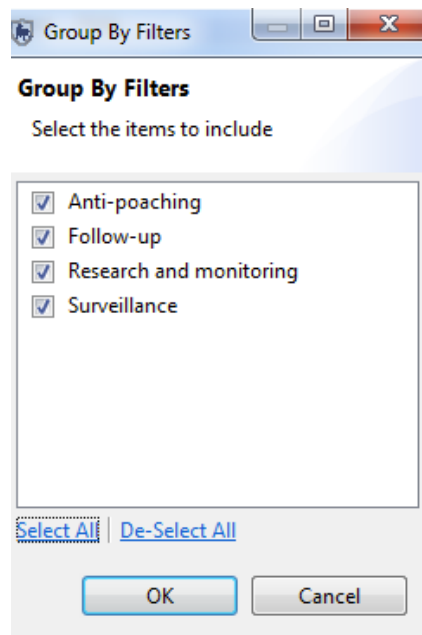 Group By Filters
Group By Filters
Select the items to include
Anti-poaching
Follow-up
Research and monitoring
Surveillance
Select All De-Select All
OK Cancel